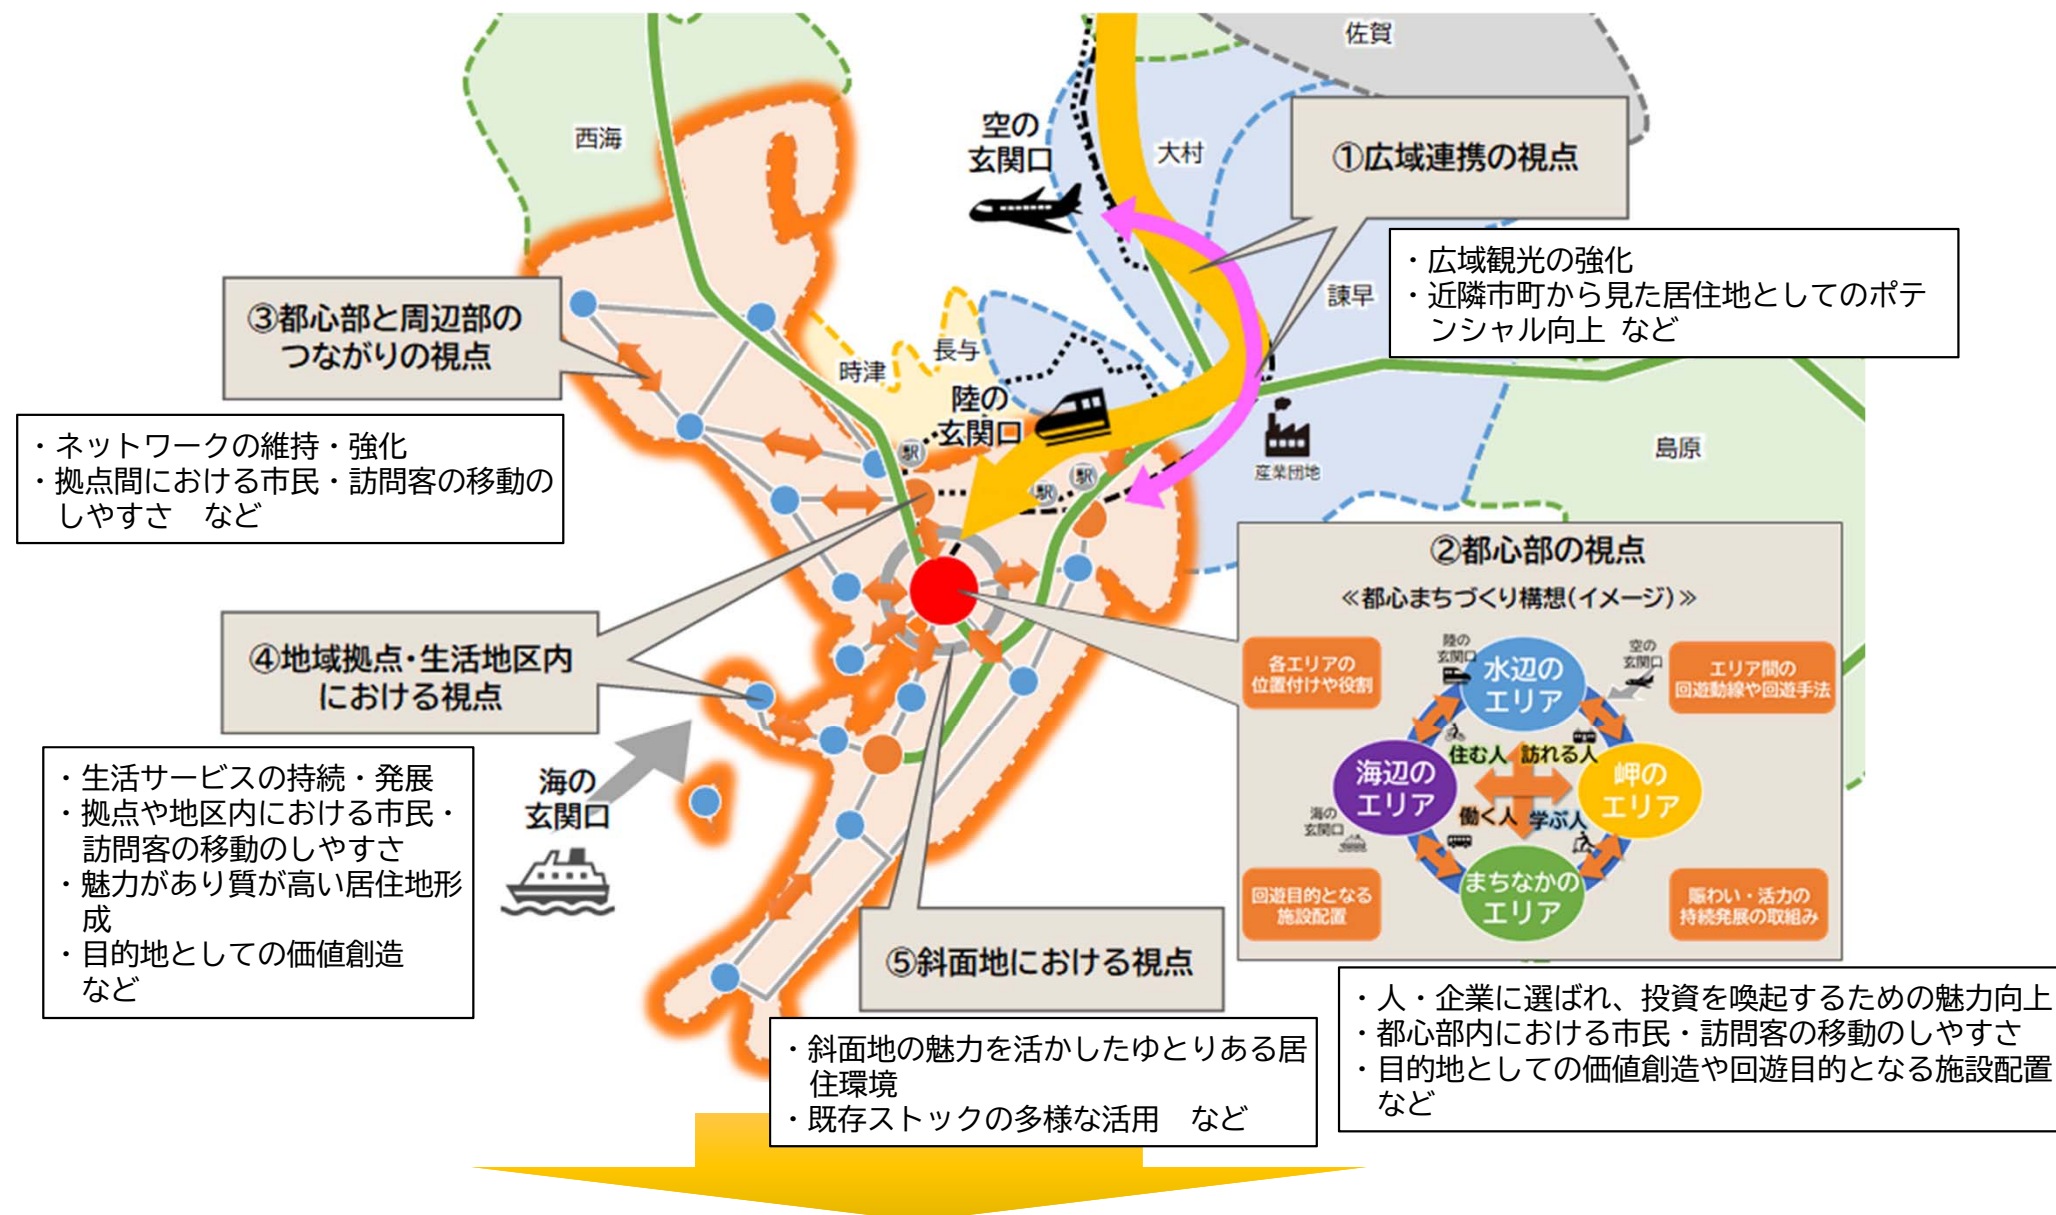 佐賀
西海
空の
玄関口
大村
①広域連携の視点
・広域観光の強化
・近隣市町から見た居住地としてのポテ
ンシャル向上 など
諫早
③都心部と周辺部の
つながりの視点
・ネットワークの維持・強化
・拠点間における市民・訪問客の移動の
しやすさ　など
時津
長与
陸の
玄関口
駅
駅
駅
産業団地
島原
④地域拠点・生活地区内
における視点
・生活サービスの持続・発展
・拠点や地区内における市民・
訪問客の移動のしやすさ
・魅力があり質が高い居住地形
成
・目的地としての価値創造
など
海の
玄関口
②都心部の視点
≪都心まちづくり構想(イメージ)≫
各エリアの
位置付けや役割
陸の
玄関口
水辺の
エリア
空の
玄関口
エリア間の
回遊動線や回遊手法
海辺の
エリア
住む人
訪れる人
働く人
学ぶ人
岬の
エリア
海の
玄関口
回遊目的となる
施設配置
まちなかの
エリア
賑わい・活力の
持続発展の取組み
・人・企業に選ばれ、投資を喚起するための魅力向上
・都心部内における市民・訪問客の移動のしやすさ
・目的地としての価値創造や回遊目的となる施設配置
など
⑤斜面地における視点
・斜面地の魅力を活かしたゆとりある居
住環境
・既存ストックの多様な活用　など